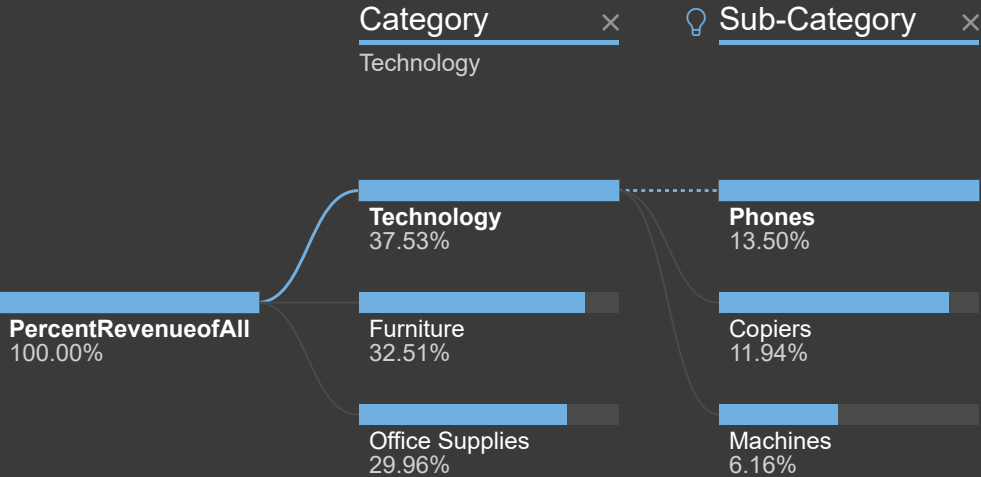 Category
Sub-Category
Technology
Technology
37.53%
Phones
13.50%
PercentRevenueofAll
100.00%
Furniture
32.51%
Copiers
11.94%
Office Supplies
29.96%
Machines
6.16%